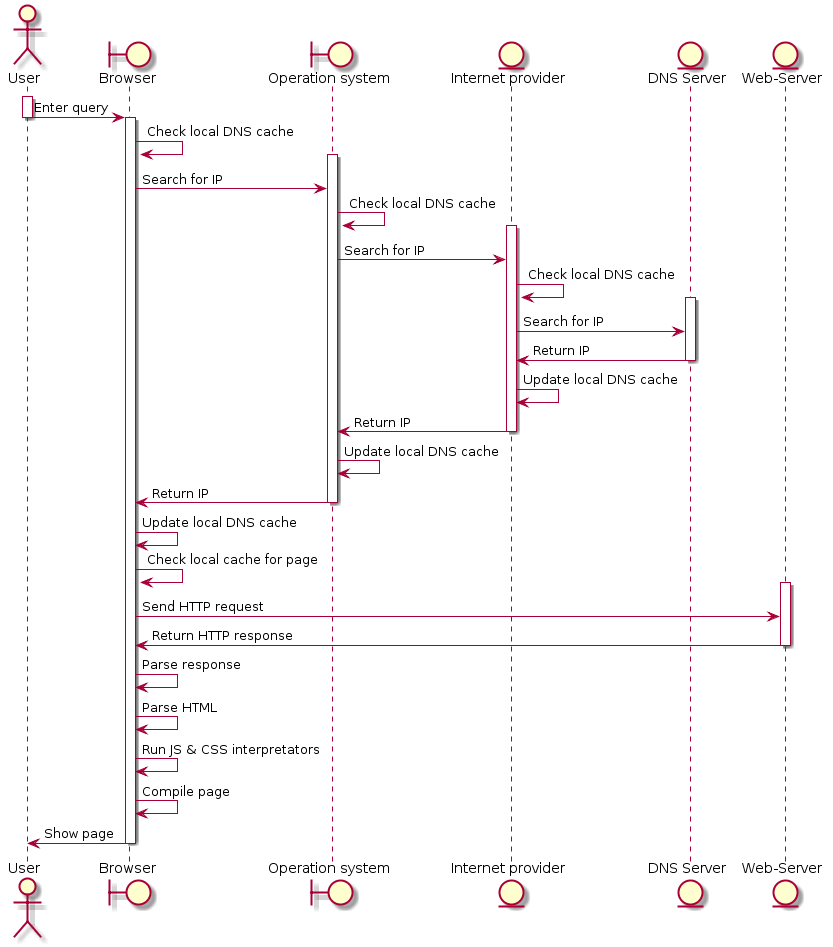 User
Browser
Operation system
Internet provider
DNS Server
Web-Server
Enter query
Check local DNS cache
Search for IP
Check local DNS cache
Search for IP
Check local DNS cache
Search for IP
Return IP
Update local DNS cache
Return IP
Update local DNS cache
Return IP
Update local DNS cache
Check local cache for page
Send HTTP request
Return HTTP response
Parse response
Parse HTML
Run JS & CSS interpretators
Compile page
Show page
User
Browser
Operation system
Internet provider
DNS Server
Web-Server